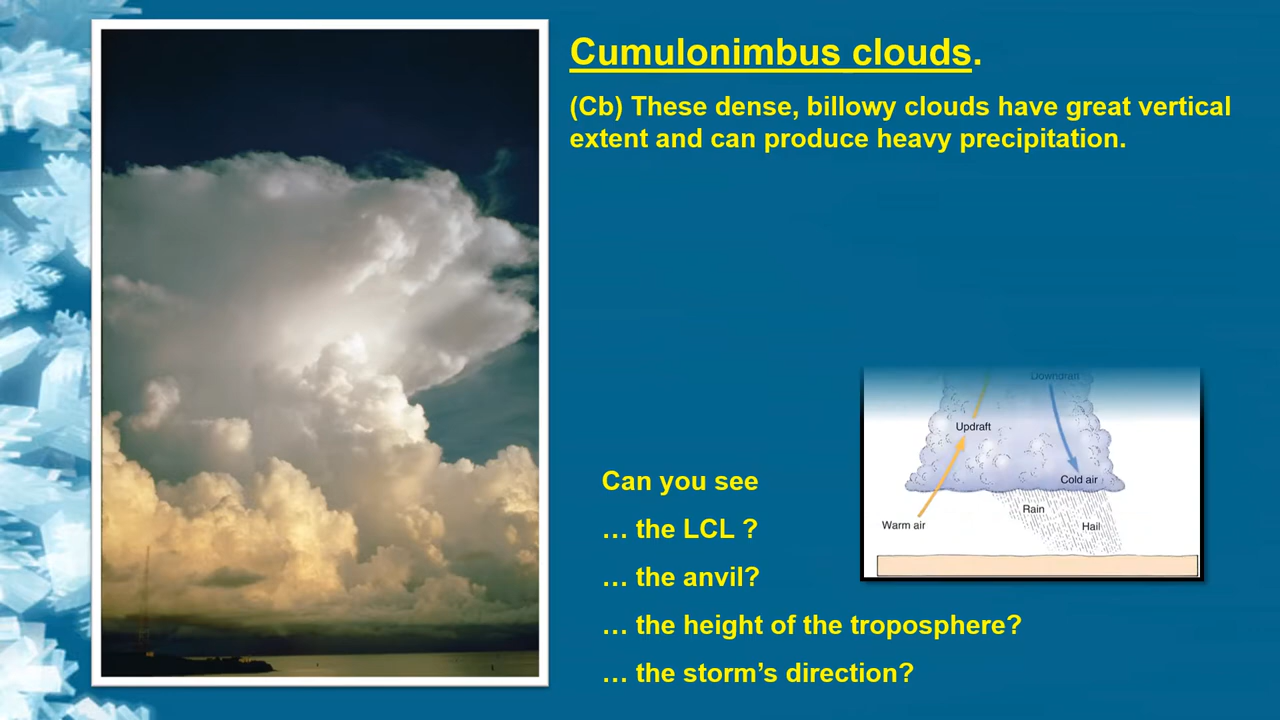 Cumulonimbus clouds.
(Cb) These dense, billowy clouds have great vertical
extent and can produce heavy precipitation.
Downdraft
Updraft
Cold air
Rain
Warm air
Hail
Can you see
… the LCL ?
… the anvil?
… the height of the troposphere?
… the storm’s direction?